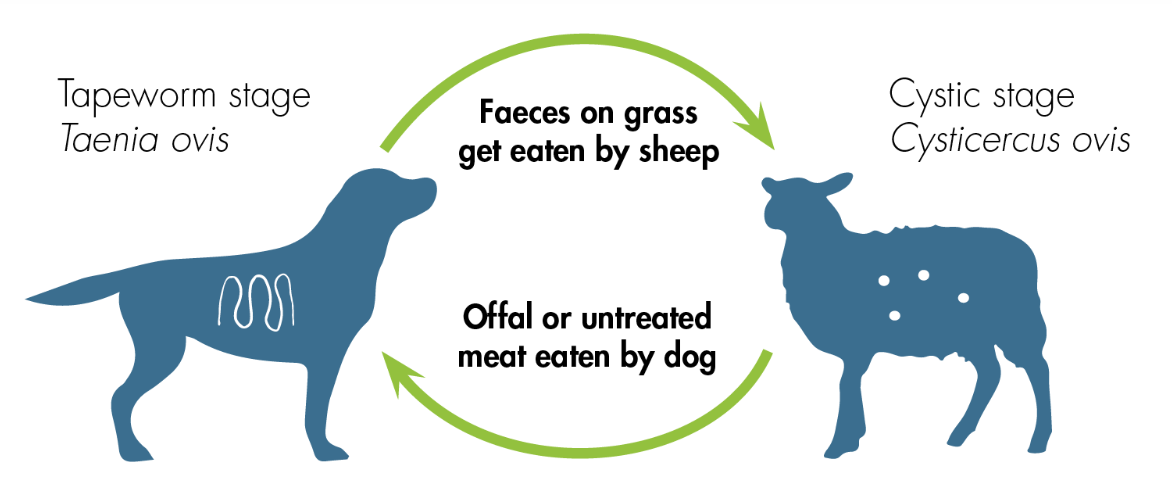 Tapeworm stage
Taenia ovis
Faeces on grass
get eaten by sheep
Cystic stage
Cysticercus ovis
Offal or untreated
meat eaten by dog